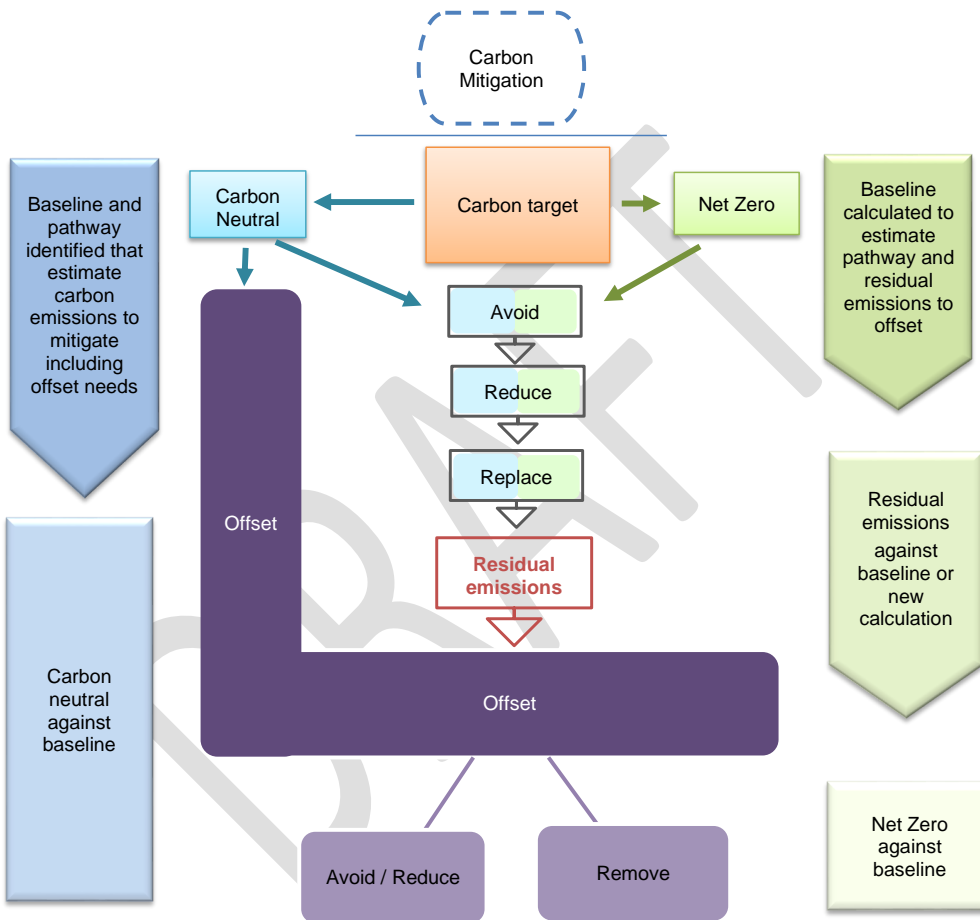 Carbon
Mitigation
Baseline and
pathway
identified that
estimate
carbon
emissions to
mitigate
including
offset needs
Carbon
Neutral
Carbon target
Net Zero
Baseline
calculated to
estimate
pathway and
residual
emissions to
offset
Avoid
Reduce
Replace
Offset
Residual
emissions
Residual
emissions
against
baseline or
new
calculation
Carbon
neutral
against
baseline
Offset
Avoid / Reduce
Remove
Net Zero
against
baseline
DRAFT